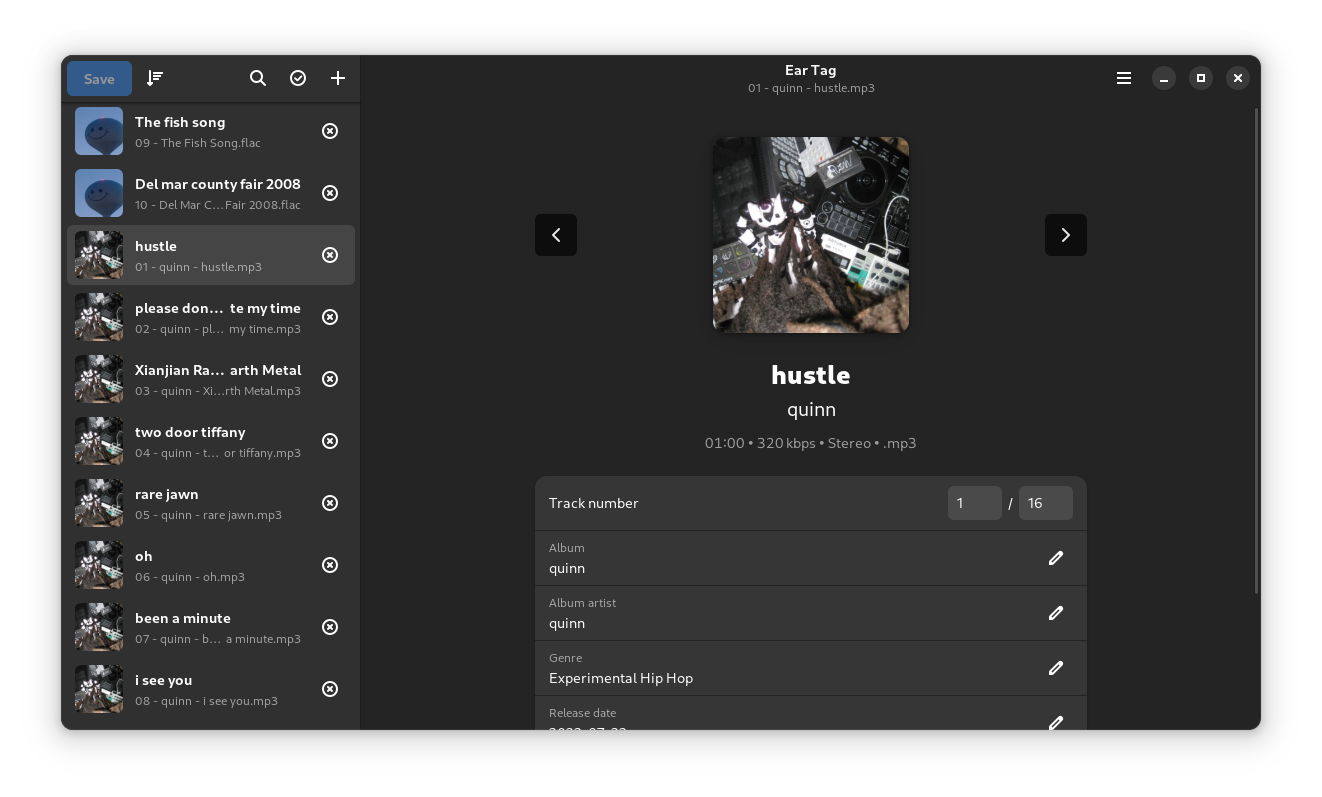 Save
The fish song
09 - The Fish Song.flac
Del mar county fair 2008
10 - Del Mar C…Fair 2008.flac
hustle
01 - quinn - hustle.mp3
please don… te my time
02 - quinn - pl… my time.mp3
Xianjian Ra… arth Metal
03 - quinn - Xi…rth Metal.mp3
two door tiffany
04 - quinn - t… or tiffany.mp3
rare jawn
05 - quinn - rare jawn.mp3
oh
06 - quinn - oh.mp3
been a minute
07 - quinn - b… a minute.mp3
i see you
08 - quinn - i see you.mp3
Ear Tag
01 - quinn - hustle.mp3
hustle
quinn
01:00 • 320 kbps • Stereo • .mp3
Track number 1 / 16
Album
quinn
Album artist
quinn
Genre
Experimental Hip Hop
Release date